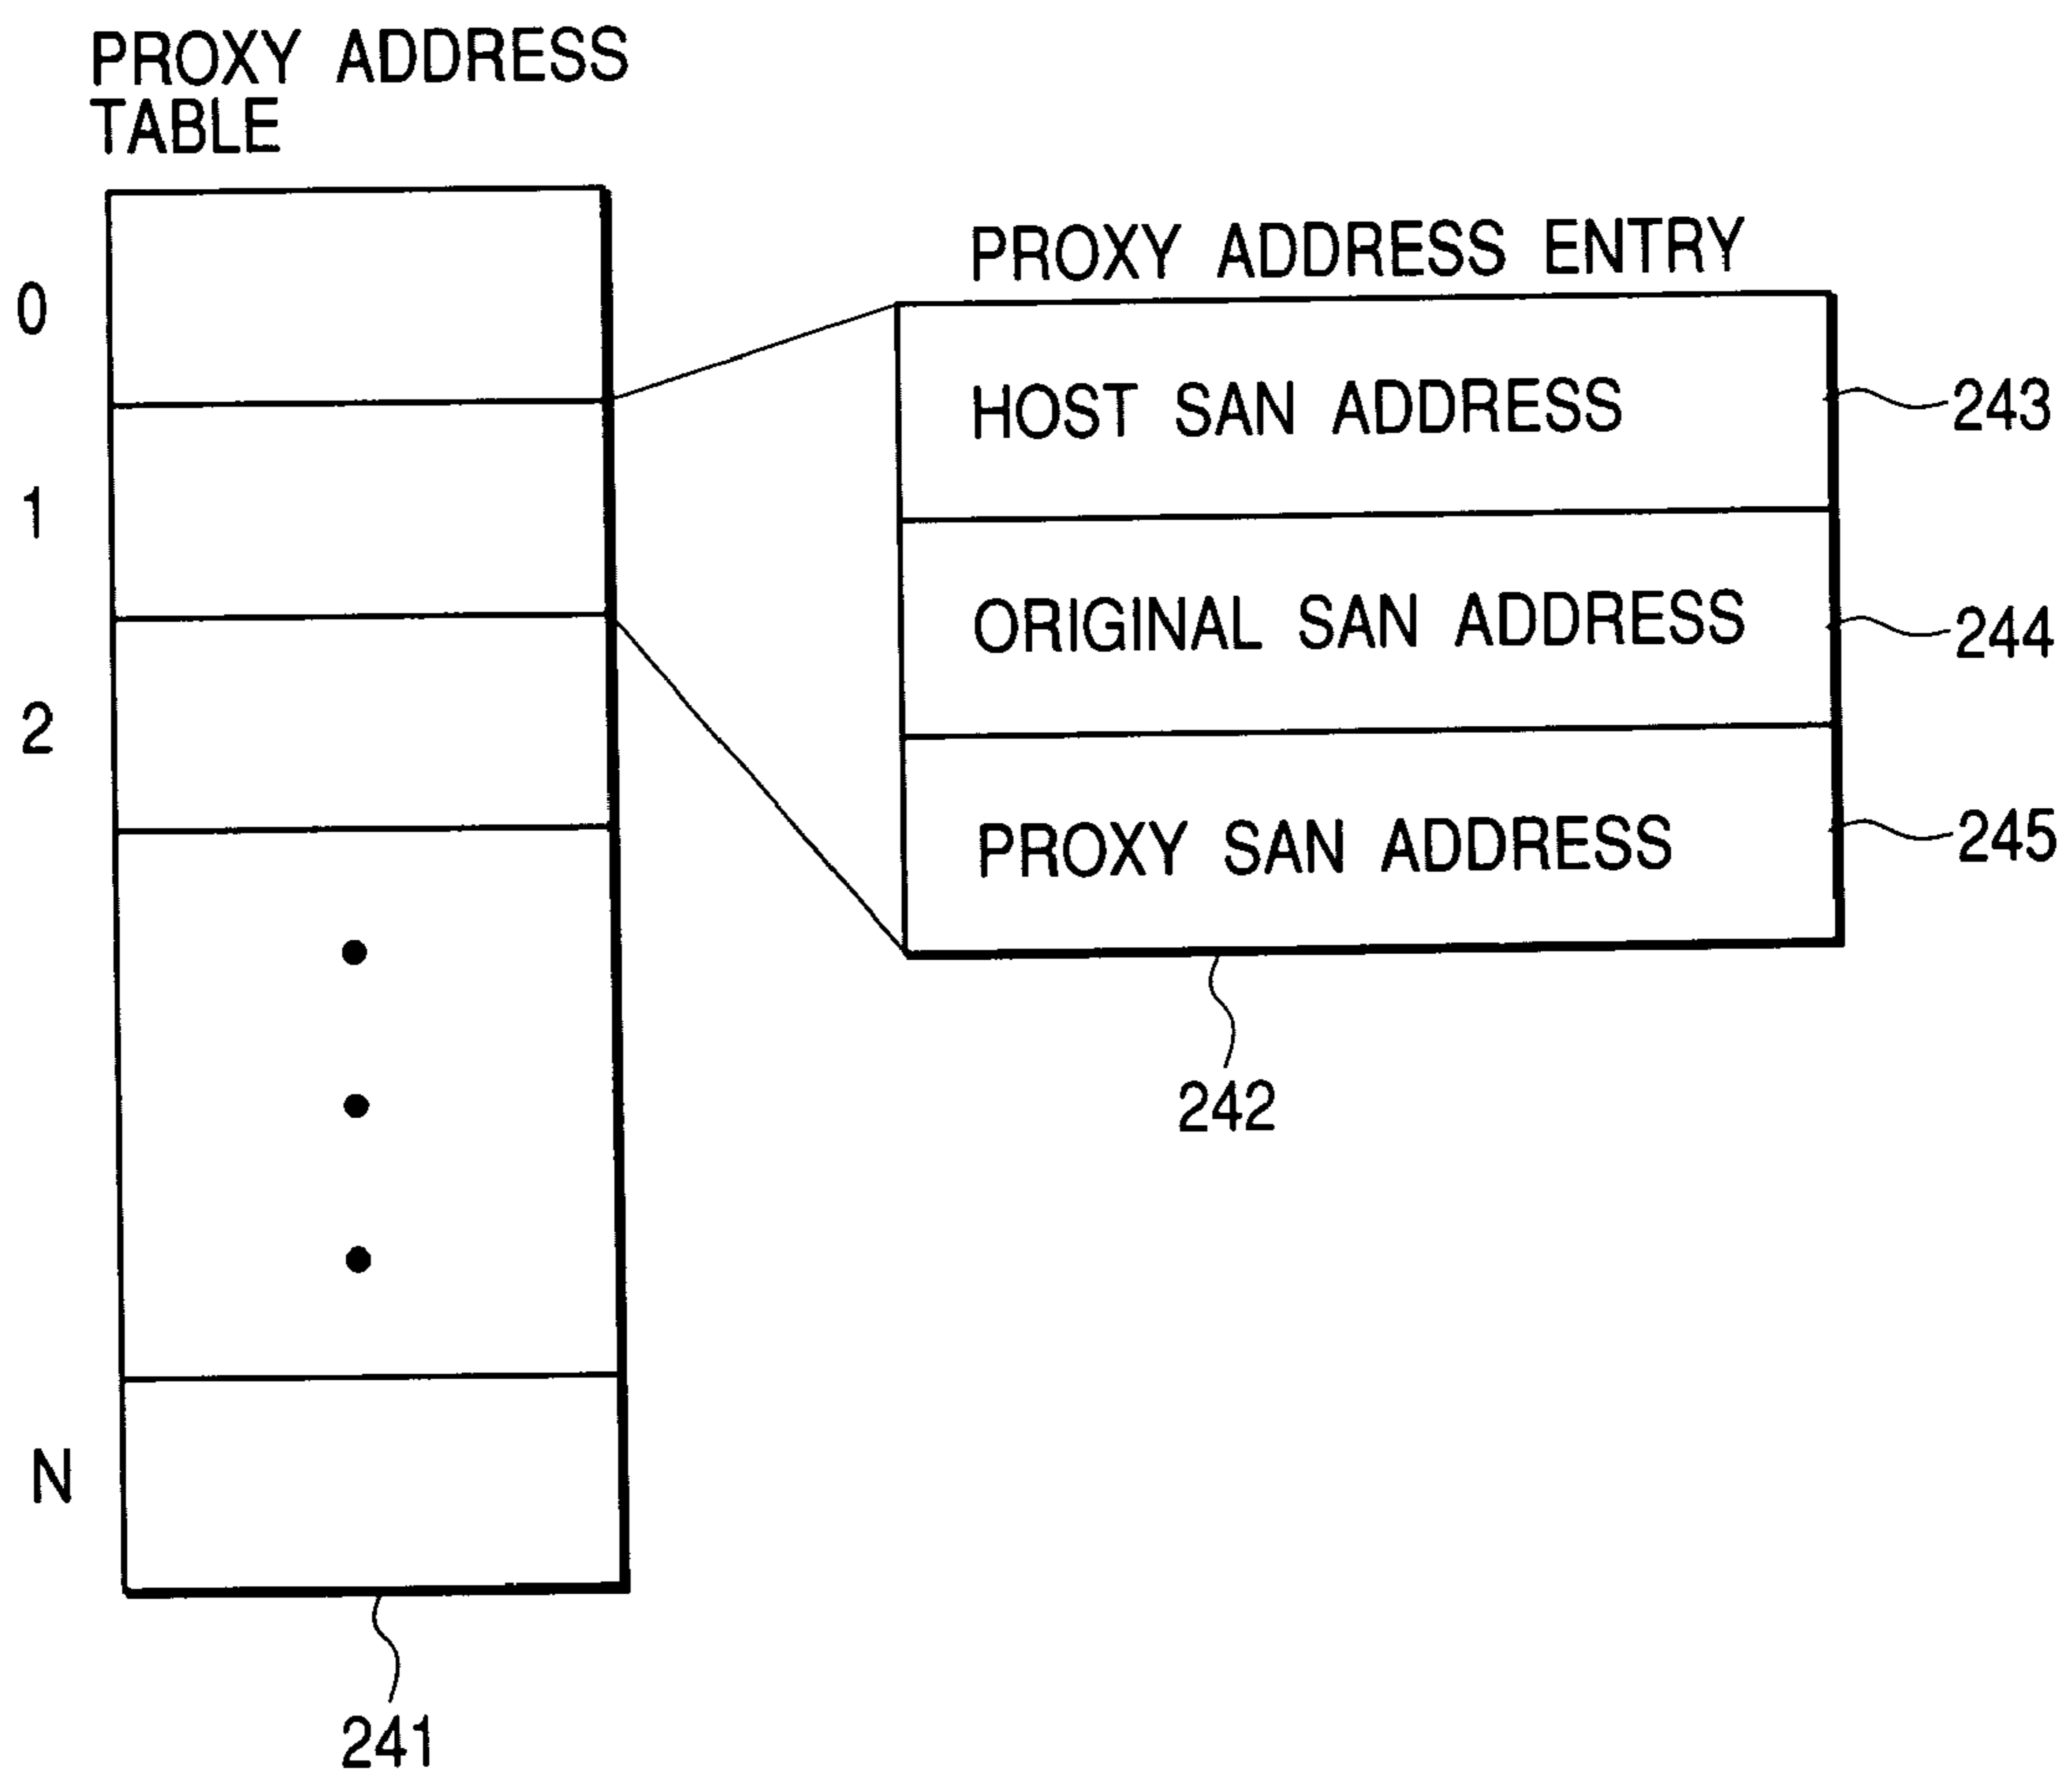 PROXY ADDRESS
TABLE
0
1
2
N
241
PROXY ADDRESS ENTRY
HOST SAN ADDRESS
243
ORIGINAL SAN ADDRESS
244
PROXY SAN ADDRESS
245
242